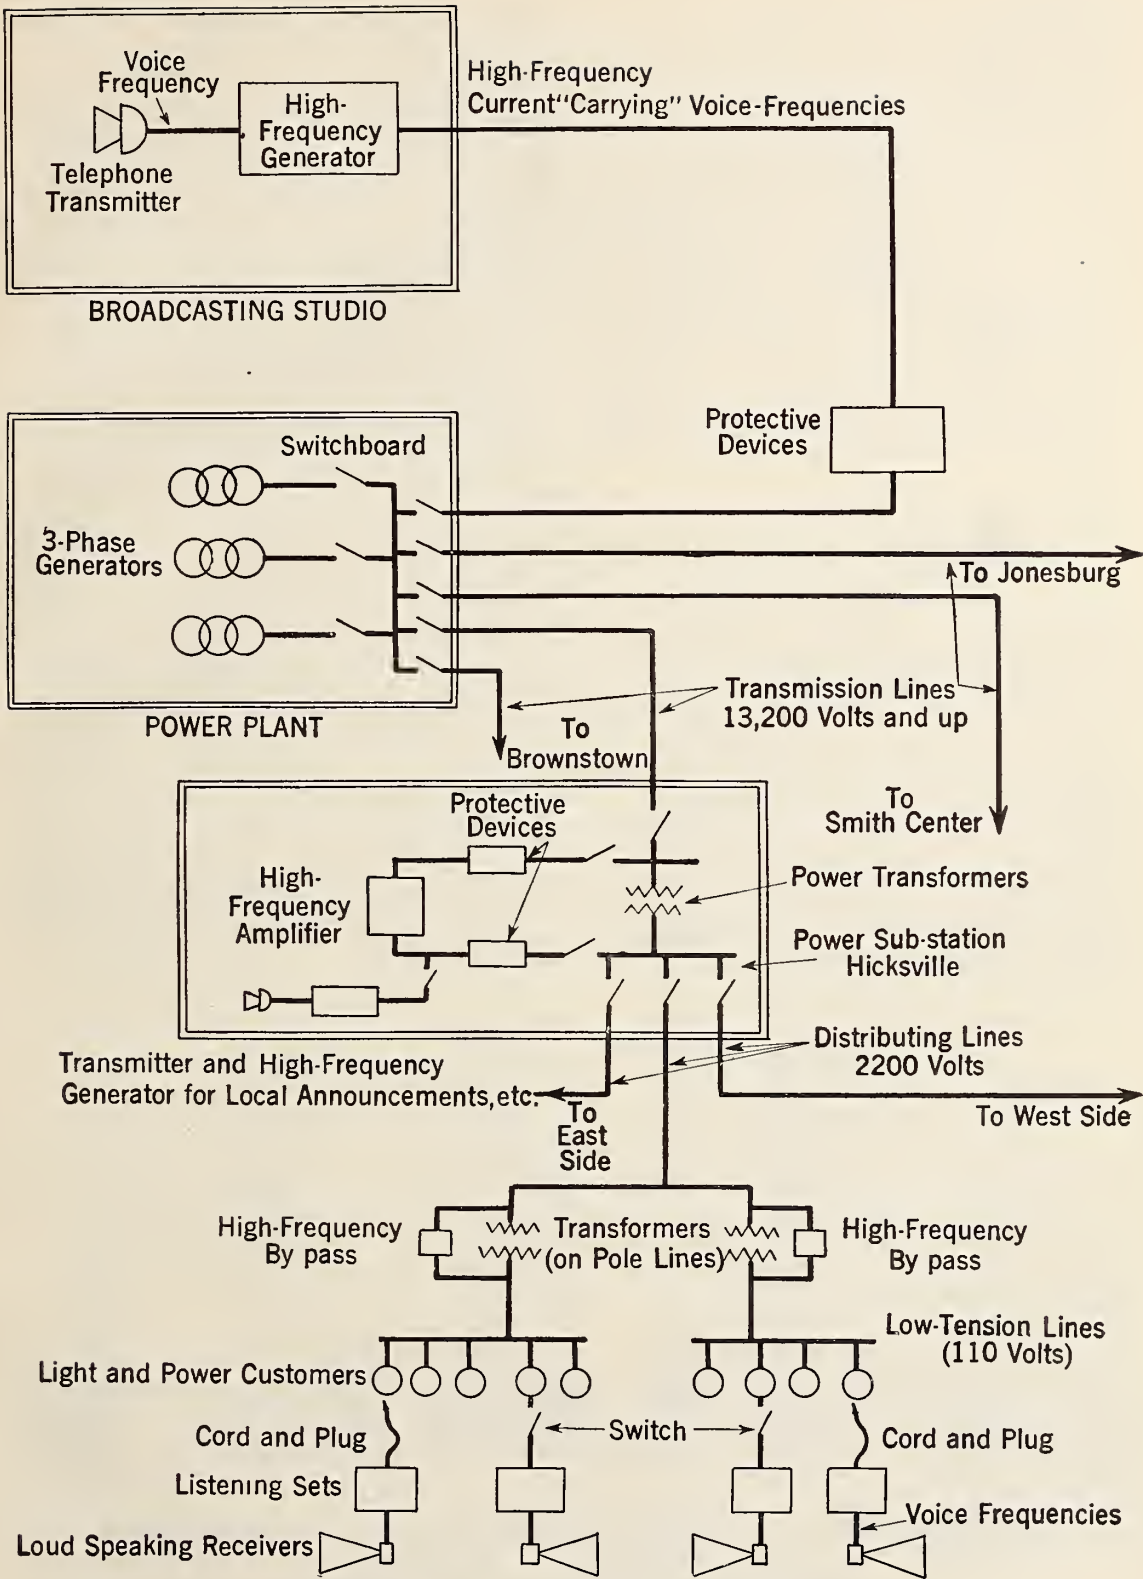 Voice
Frequency
High-
Frequency
Generator
Telephone
Transmitter
High-Frequency
Current "Carrying" Voice-Frequencies
BROADCASTING STUDIO
Protective
Devices
Switchboard
3-Phase
Generators
POWER PLANT
To Jonesburg
Transmission Lines
13,200 Volts and up
To
Brownstown
To
Smith Center
Protective
Devices
High-
Frequency
Amplifier
Power Transformers
Power Sub-station
Hicksville
Distributing Lines
2200 Volts
Transmitter and High-Frequency
Generator for Local Announcements, etc.
To
East
Side
To West Side
High-Frequency
By pass
Transformers
(on Pole Lines)
High-Frequency
By pass
Low-Tension Lines
(110 Volts)
Light and Power Customers
Cord and Plug
Switch
Cord and Plug
Listening Sets
Voice Frequencies
Loud Speaking Receivers